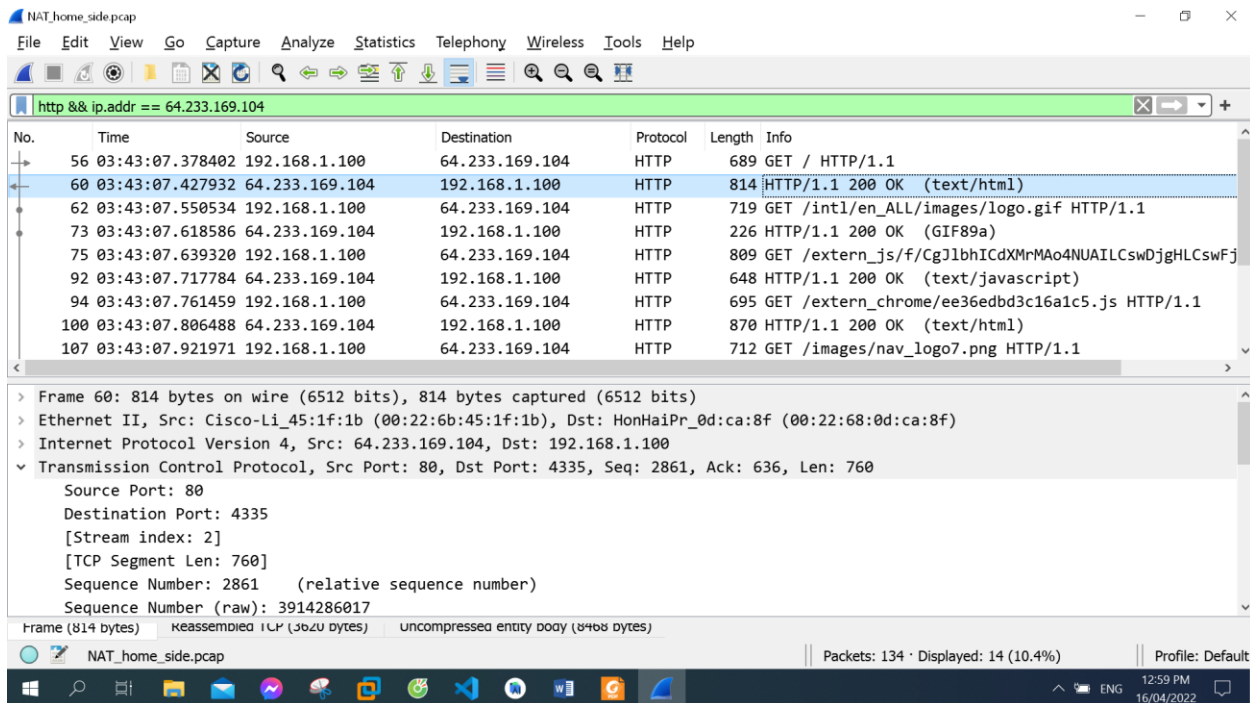 NAT_home_side.pcap
File Edit View Go Capture Analyze Statistics Telephony Wireless Tools Help
http && ip.addr == 64.233.169.104
No. Time Source Destination Protocol Length Info
56 03:43:07.378402 192.168.1.100 64.233.169.104 HTTP 689 GET / HTTP/1.1
60 03:43:07.427932 64.233.169.104 192.168.1.100 HTTP 814 HTTP/1.1 200 OK (text/html)
62 03:43:07.550534 192.168.1.100 64.233.169.104 HTTP 719 GET /intl/en_ALL/images/logo.gif HTTP/1.1
73 03:43:07.618586 64.233.169.104 192.168.1.100 HTTP 226 HTTP/1.1 200 OK (GIF89a)
75 03:43:07.639320 192.168.1.100 64.233.169.104 HTTP 809 GET /extern_js/f/CgJlbhICdXMrMAo4NUAILCswDjgHLCswFj
92 03:43:07.717784 64.233.169.104 192.168.1.100 HTTP 648 HTTP/1.1 200 OK (text/javascript)
94 03:43:07.761459 192.168.1.100 64.233.169.104 HTTP 695 GET /extern_chrome/ee36edbd3c16a1c5.js HTTP/1.1
100 03:43:07.806488 64.233.169.104 192.168.1.100 HTTP 870 HTTP/1.1 200 OK (text/html)
107 03:43:07.921971 192.168.1.100 64.233.169.104 HTTP 712 GET /images/nav_logo7.png HTTP/1.1
Frame 60: 814 bytes on wire (6512 bits), 814 bytes captured (6512 bits)
Ethernet II, Src: Cisco-Li_45:1f:1b (00:22:6b:45:1f:1b), Dst: HonHaiPr_0d:ca:8f (00:22:68:0d:ca:8f)
Internet Protocol Version 4, Src: 64.233.169.104, Dst: 192.168.1.100
Transmission Control Protocol, Src Port: 80, Dst Port: 4335, Seq: 2861, Ack: 636, Len: 760
Source Port: 80
Destination Port: 4335
[Stream index: 2]
[TCP Segment Len: 760]
Sequence Number: 2861 (relative sequence number)
Sequence Number (raw): 3914286017
Frame (814 bytes) Reassembled TCP (3620 bytes) Uncompressed entity body (8468 bytes)
NAT_home_side.pcap Packets: 134 · Displayed: 14 (10.4%) Profile: Default
ENG 12:59 PM
16/04/2022